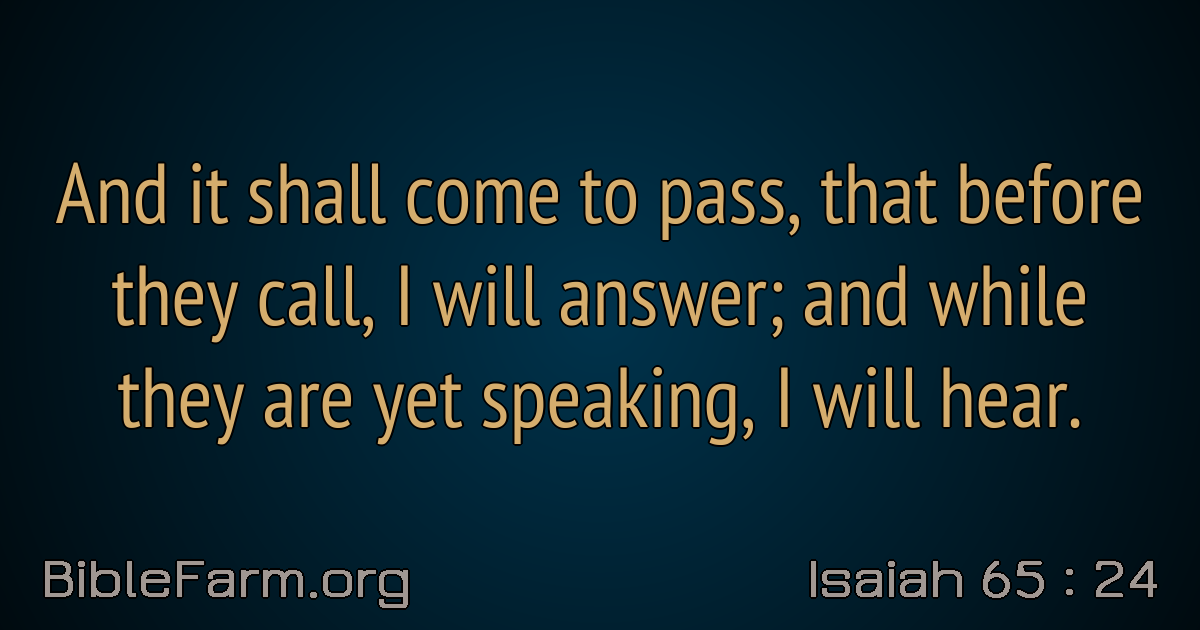 And it shall come to pass, that before
they call, I will answer; and while
they are yet speaking, I will hear.
BibleFarm.org
Isaiah 65 : 24